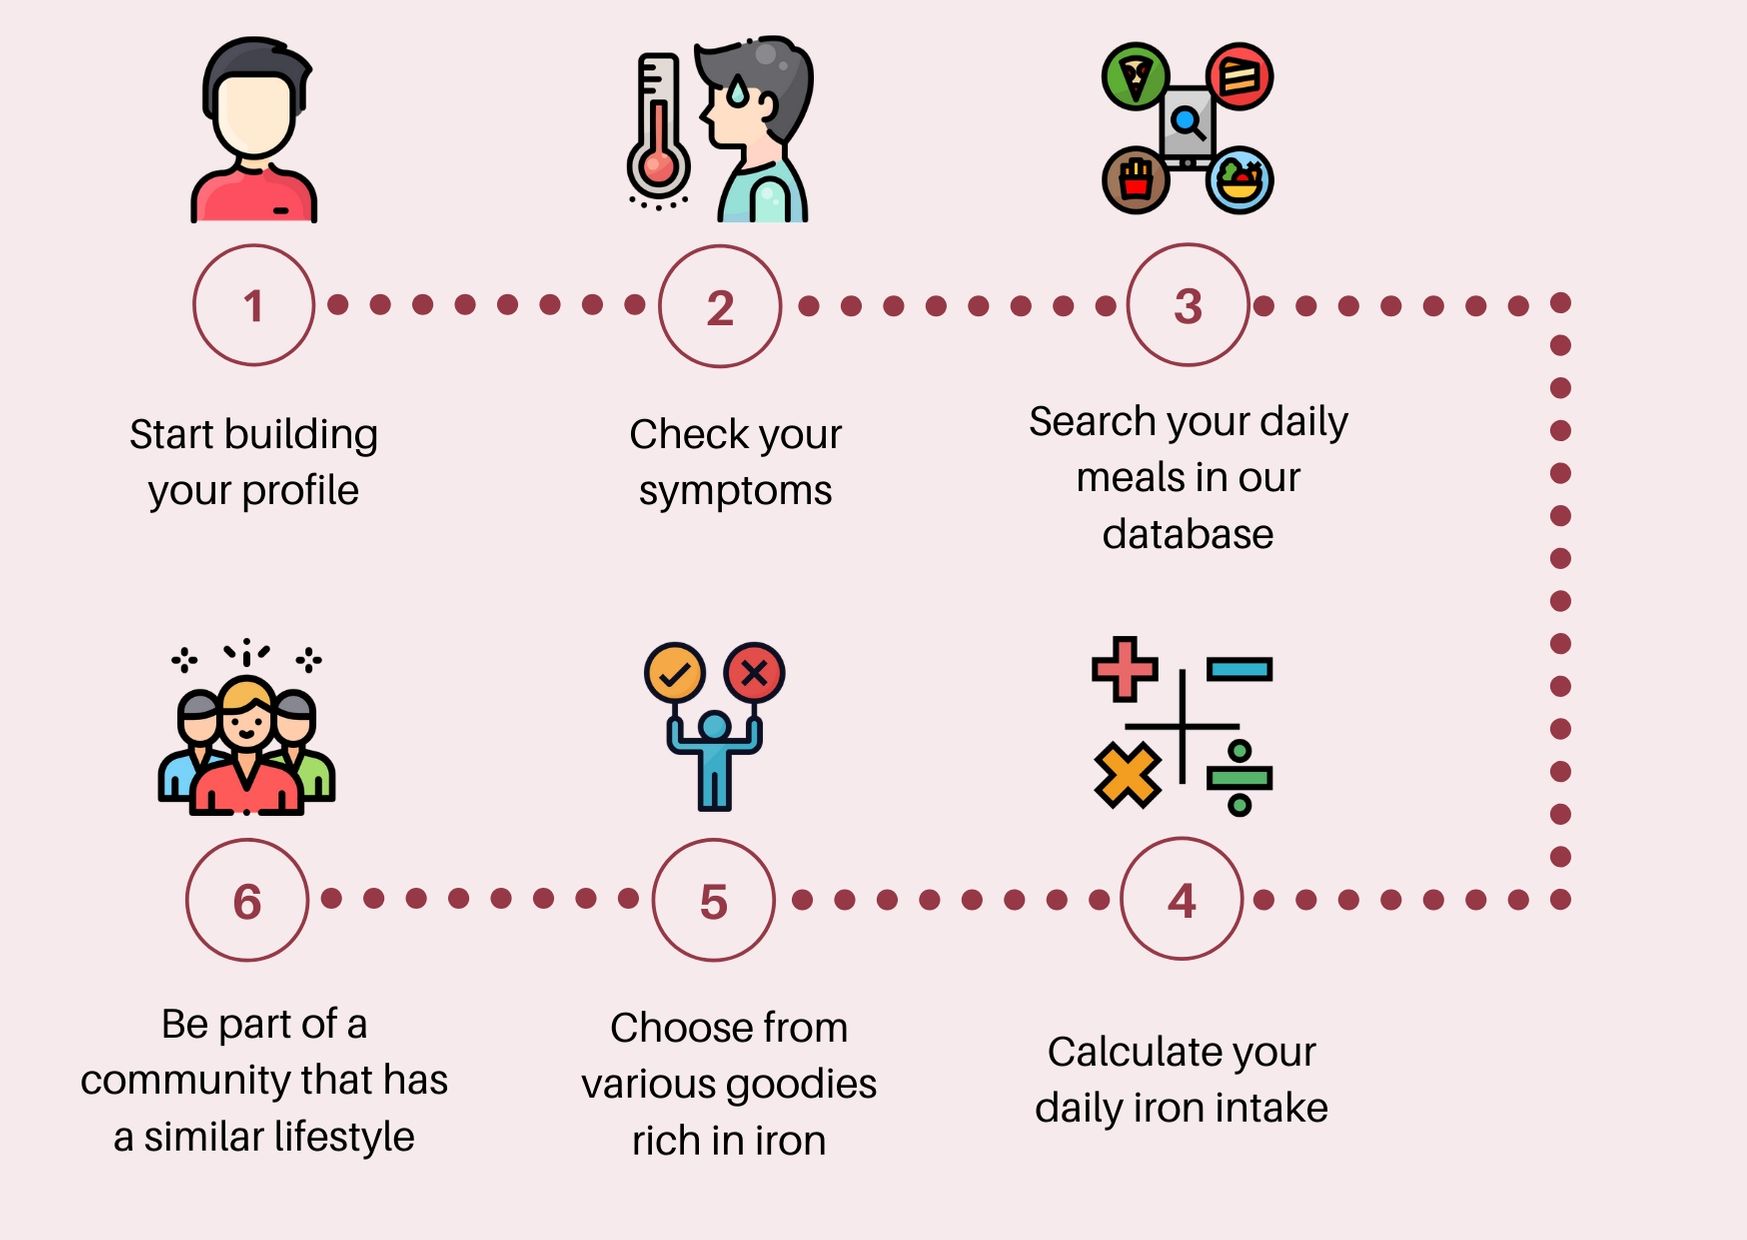 1
Start building
your profile
2
Check your
symptoms
3
Search your daily
meals in our
database
4
Calculate your
daily iron intake
5
Choose from
various goodies
rich in iron
6
Be part of a
community that has
a similar lifestyle